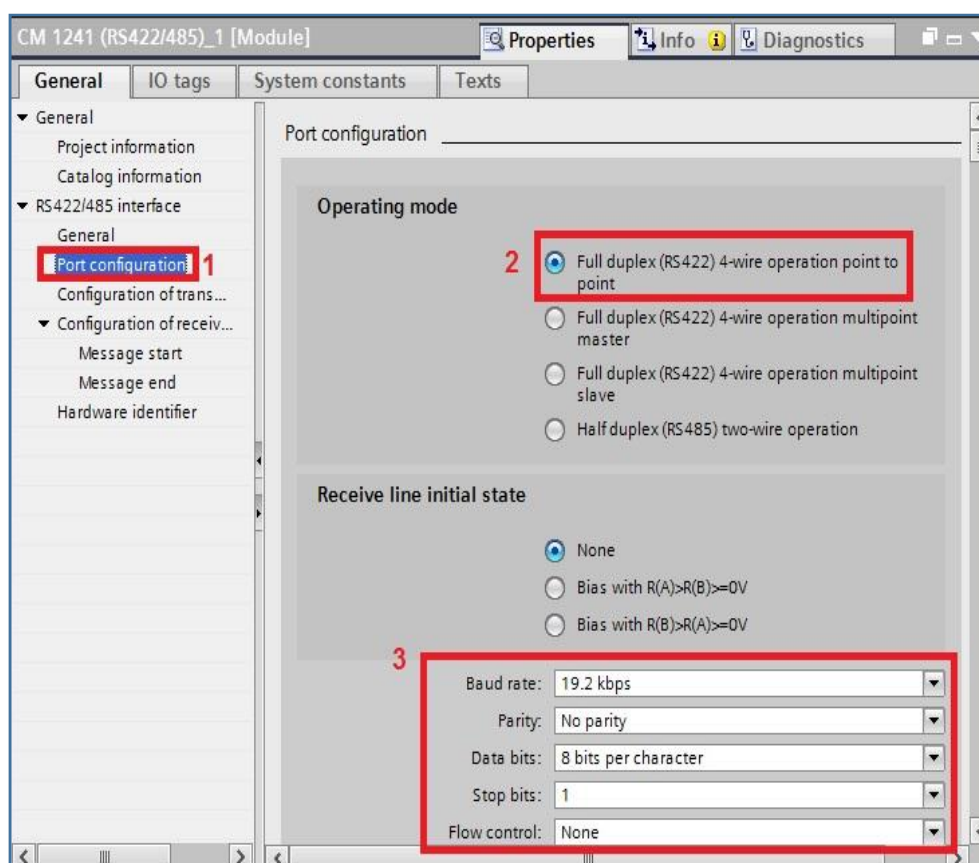 CM 1241 (RS422/485)_1 [Module]
Properties
Info
Diagnostics
General
IO tags
System constants
Texts
General
Project information
Catalog information
RS422/485 interface
General
Port configuration
1
Configuration of trans...
Configuration of receiv...
Message start
Message end
Hardware identifier
Port configuration
Operating mode
2
Full duplex (RS422) 4-wire operation point to
point
Full duplex (RS422) 4-wire operation multipoint
master
Full duplex (RS422) 4-wire operation multipoint
slave
Half duplex (RS485) two-wire operation
Receive line initial state
None
Bias with R(A)>R(B)>=0V
Bias with R(B)>R(A)>=0V
3
Baud rate: 19.2 kbps
Parity: No parity
Data bits: 8 bits per character
Stop bits: 1
Flow control: None